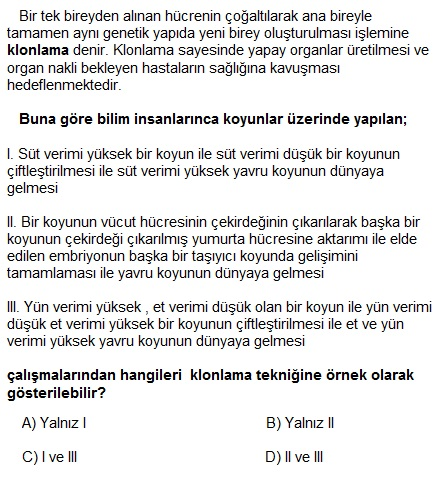 Bir tek bireyden alınan hücrenin çoğaltılarak ana bireyle
tamamen aynı genetik yapıda yeni birey oluşturulması işlemine
klonlama denir. Klonlama sayesinde yapay organlar üretilmesi ve
organ nakli bekleyen hastaların sağlığına kavuşması
hedeflenmektedir.
Buna göre bilim insanlarınca koyunlar üzerinde yapılan;
I. Süt verimi yüksek bir koyun ile süt verimi düşük bir koyunun
çiftleştirilmesi ile süt verimi yüksek yavru koyunun dünyaya
gelmesi
II. Bir koyunun vücut hücresinin çekirdeğinin çıkarılarak başka bir
koyunun çekirdeği çıkarılmış yumurta hücresine aktarımı ile elde
edilen embriyonun başka bir taşıyıcı koyunda gelişimini
tamamlaması ile yavru koyunun dünyaya gelmesi
III. Yün verimi yüksek , et verimi düşük olan bir koyun ile yün verimi
düşük et verimi yüksek bir koyunun çiftleştirilmesi ile et ve yün
verimi yüksek yavru koyunun dünyaya gelmesi
çalışmalarından hangileri klonlama tekniğine örnek olarak
gösterilebilir?
A) Yalnız I B) Yalnız II
C) I ve III D) II ve III